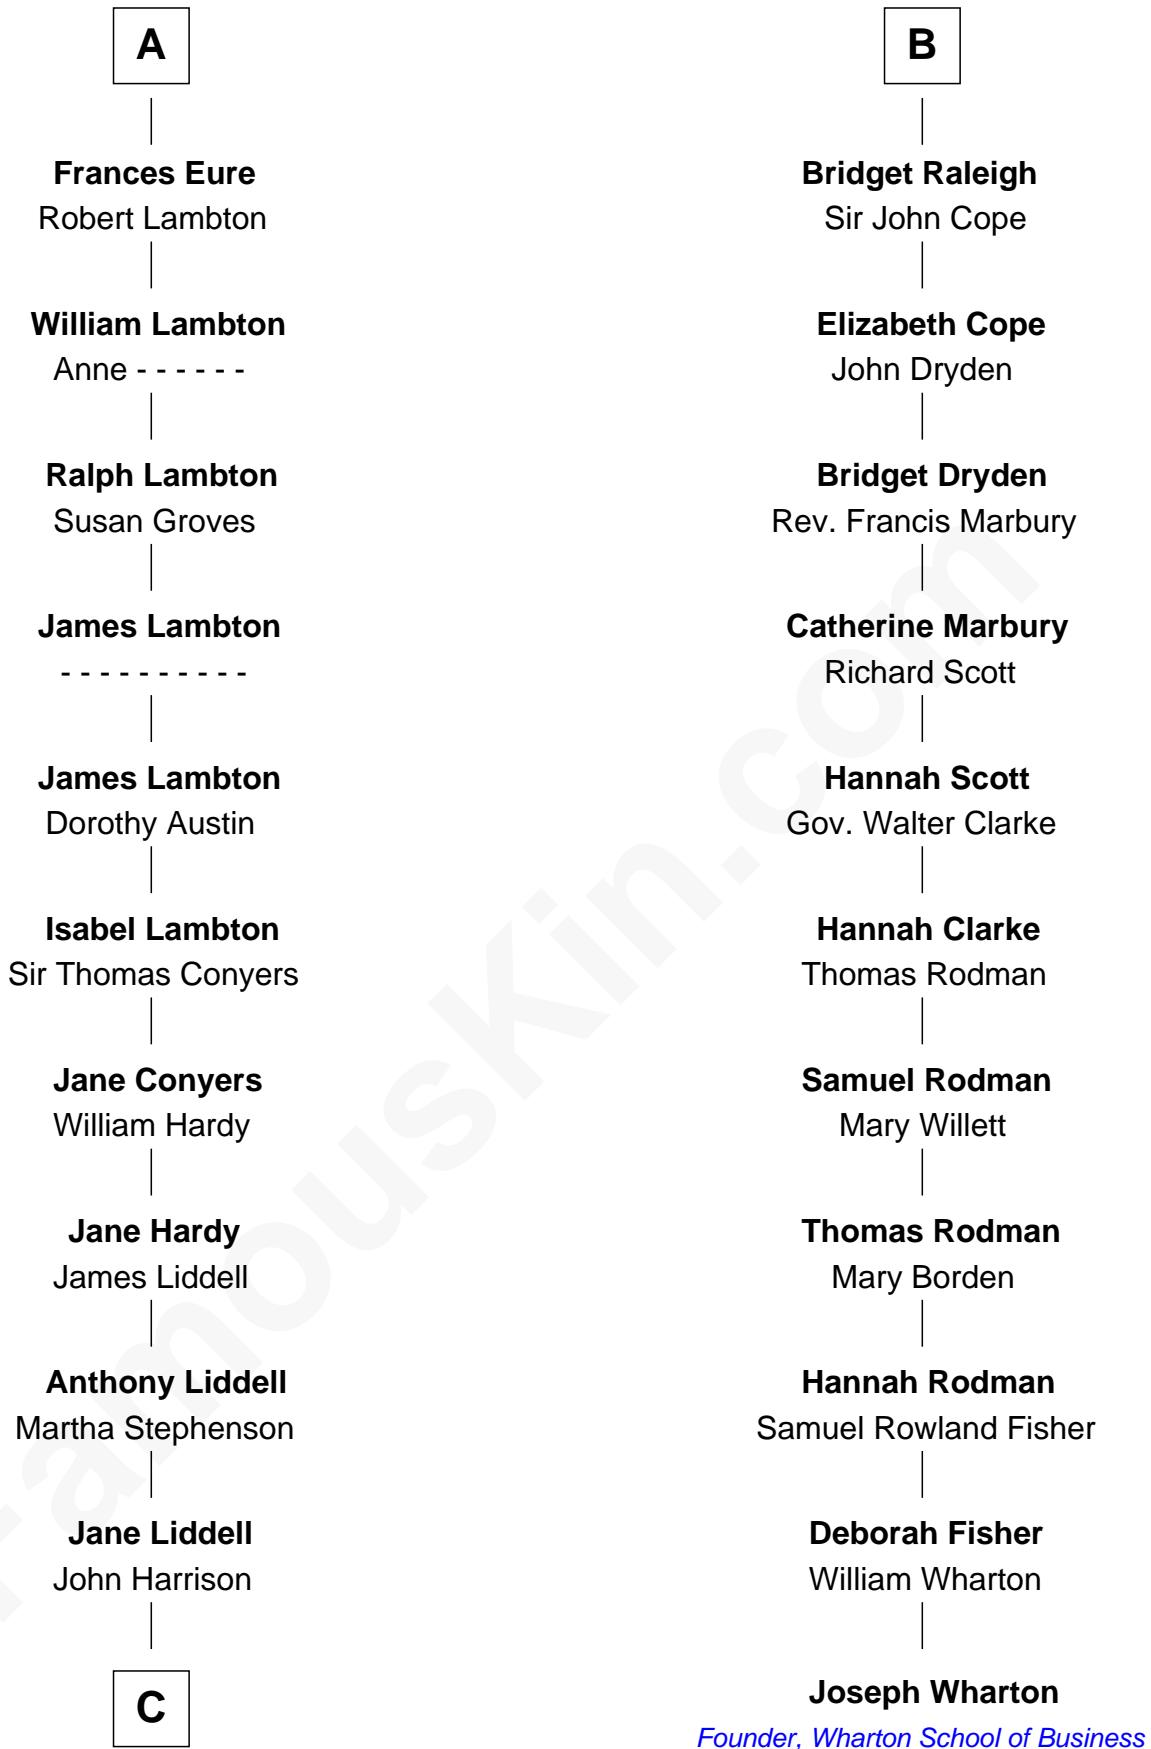 A
Frances Eure
Robert Lambton
William Lambton
Anne - - - - - -
Ralph Lambton
Susan Groves
James Lambton
- - - - - - - - - -
James Lambton
Dorothy Austin
Isabel Lambton
Sir Thomas Conyers
Jane Conyers
William Hardy
Jane Hardy
James Liddell
Anthony Liddell
Martha Stephenson
Jane Liddell
John Harrison
C
B
Bridget Raleigh
Sir John Cope
Elizabeth Cope
John Dryden
Bridget Dryden
Rev. Francis Marbury
Catherine Marbury
Richard Scott
Hannah Scott
Gov. Walter Clarke
Hannah Clarke
Thomas Rodman
Samuel Rodman
Mary Willett
Thomas Rodman
Mary Borden
Hannah Rodman
Samuel Rowland Fisher
Deborah Fisher
William Wharton
Joseph Wharton
Founder, Wharton School of Business
FamousKin.com